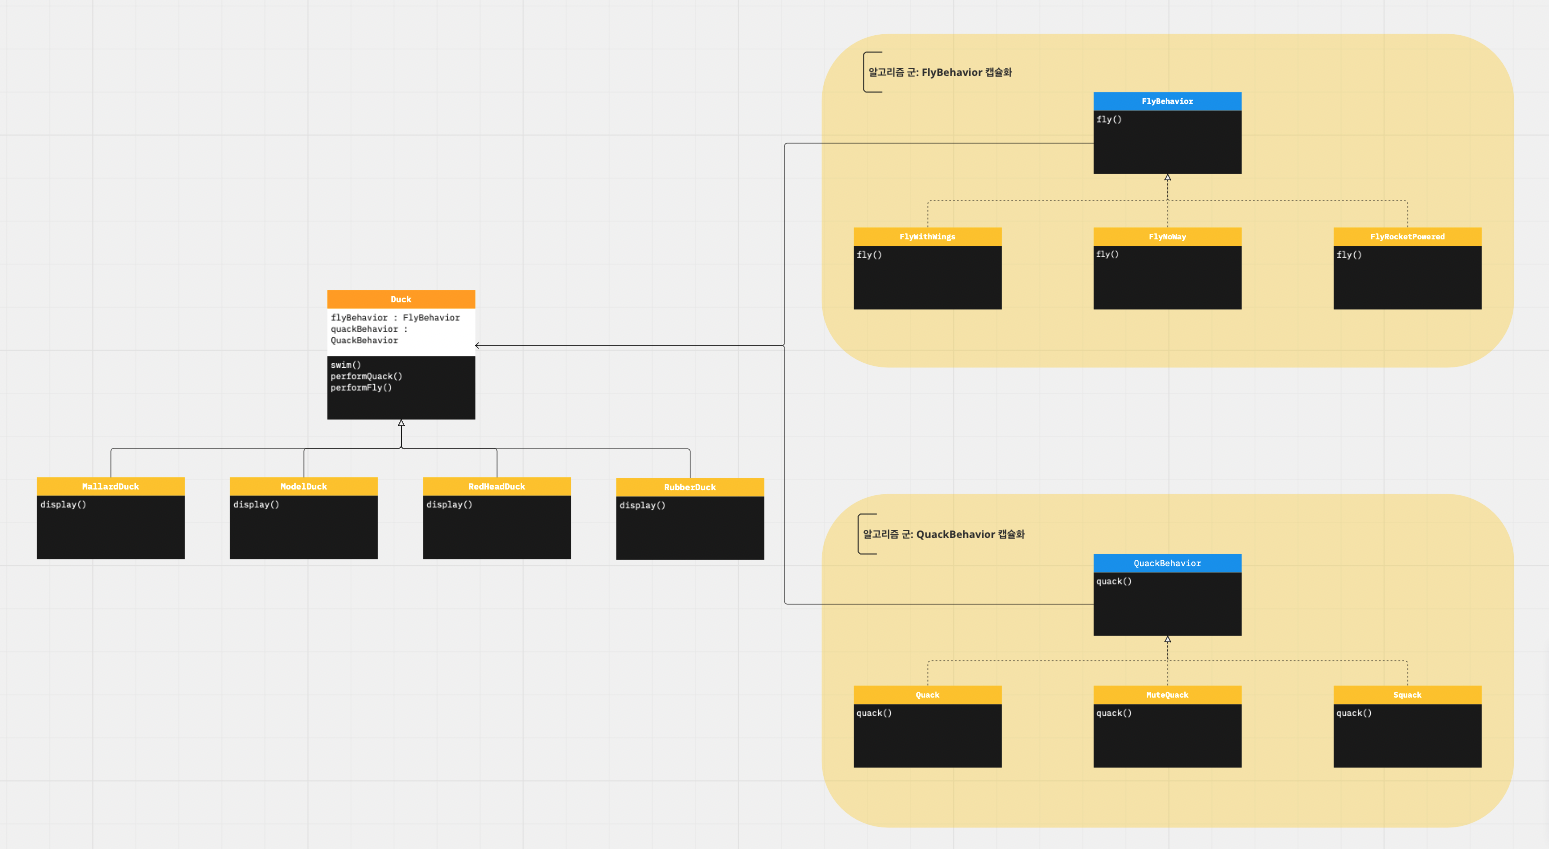 알고리즘 군: FlyBehavior 캡슐화
FlyBehavior
fly()
FlyWithWings
fly()
FlyNoWay
fly()
FlyRocketPowered
fly()
Duck
flyBehavior : FlyBehavior
quackBehavior :
QuackBehavior
swim()
performQuack()
performFly()
MallardDuck
display()
ModelDuck
display()
RedHeadDuck
display()
RubberDuck
display()
알고리즘 군: QuackBehavior 캡슐화
QuackBehavior
quack()
Quack
quack()
MuteQuack
quack()
Squack
quack()